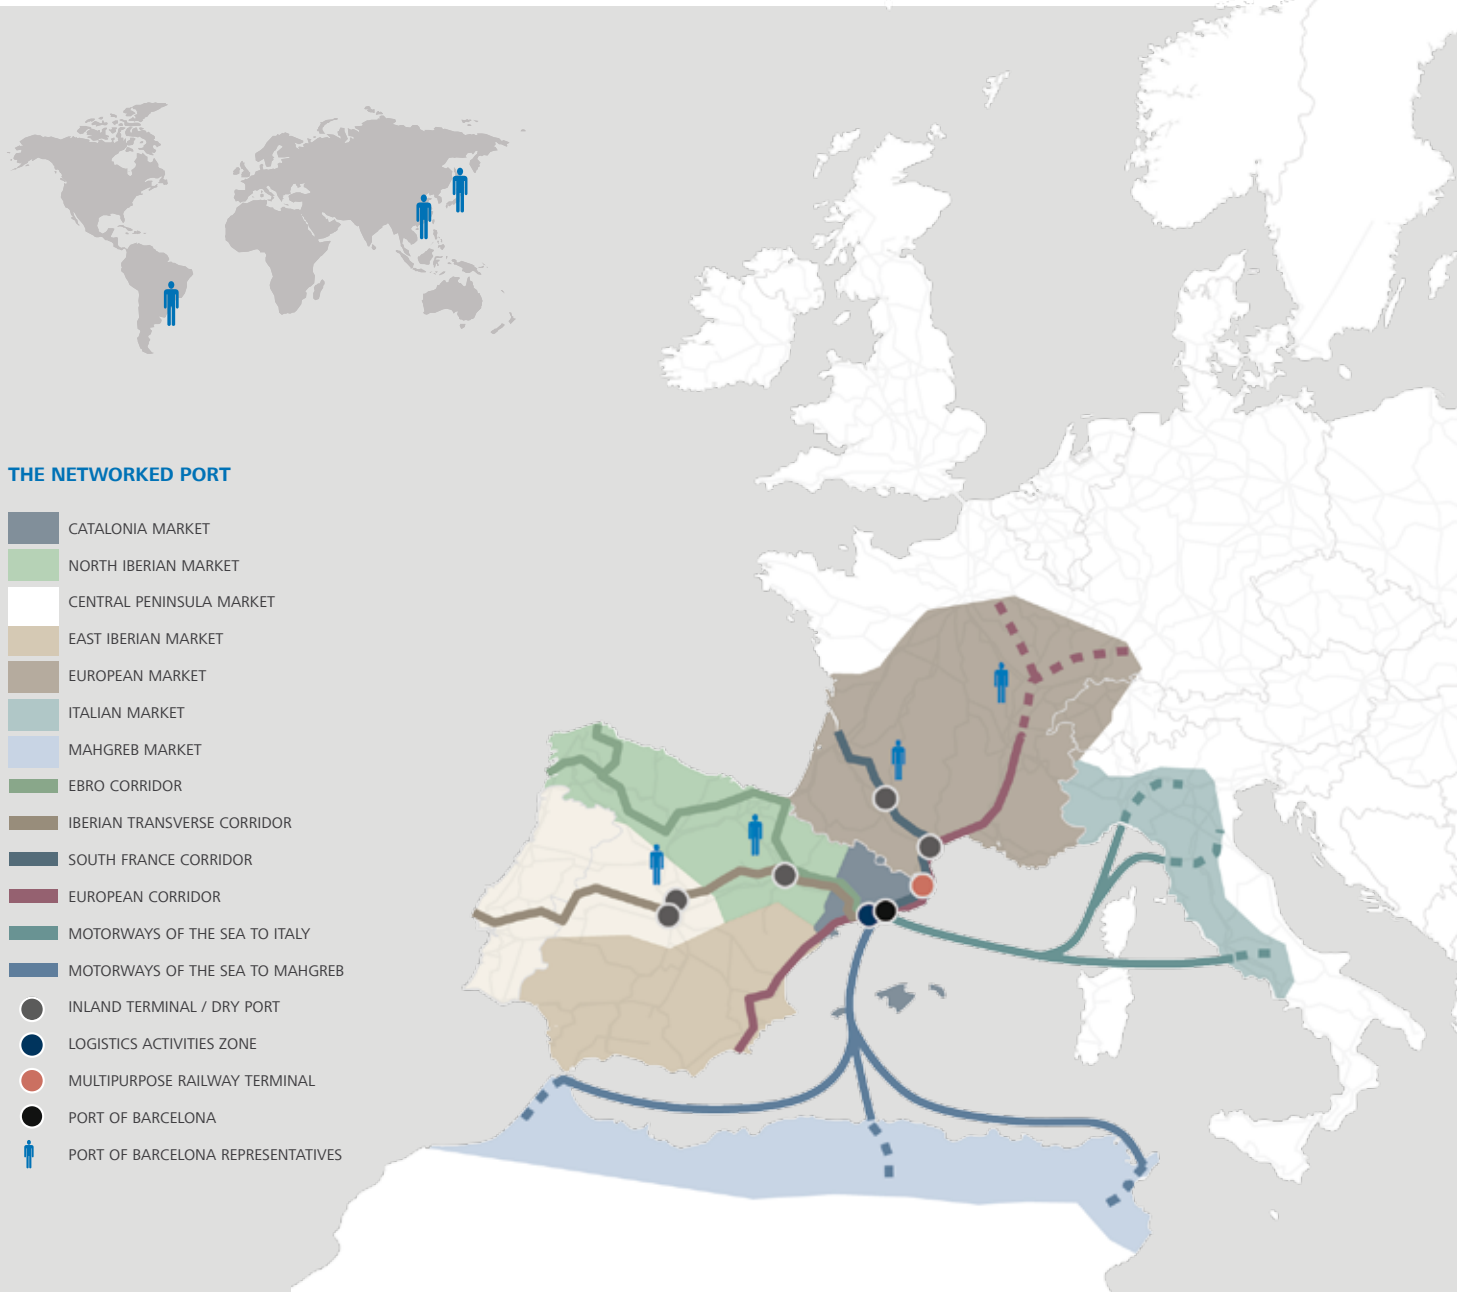 THE NETWORKED PORT
CATALONIA MARKET
NORTH IBERIAN MARKET
CENTRAL PENINSULA MARKET
EAST IBERIAN MARKET
EUROPEAN MARKET
ITALIAN MARKET
MAHGREB MARKET
EBRO CORRIDOR
IBERIAN TRANSVERSE CORRIDOR
SOUTH FRANCE CORRIDOR
EUROPEAN CORRIDOR
MOTORWAYS OF THE SEA TO ITALY
MOTORWAYS OF THE SEA TO MAHGREB
INLAND TERMINAL / DRY PORT
LOGISTICS ACTIVITIES ZONE
MULTIPURPOSE RAILWAY TERMINAL
PORT OF BARCELONA
PORT OF BARCELONA REPRESENTATIVES